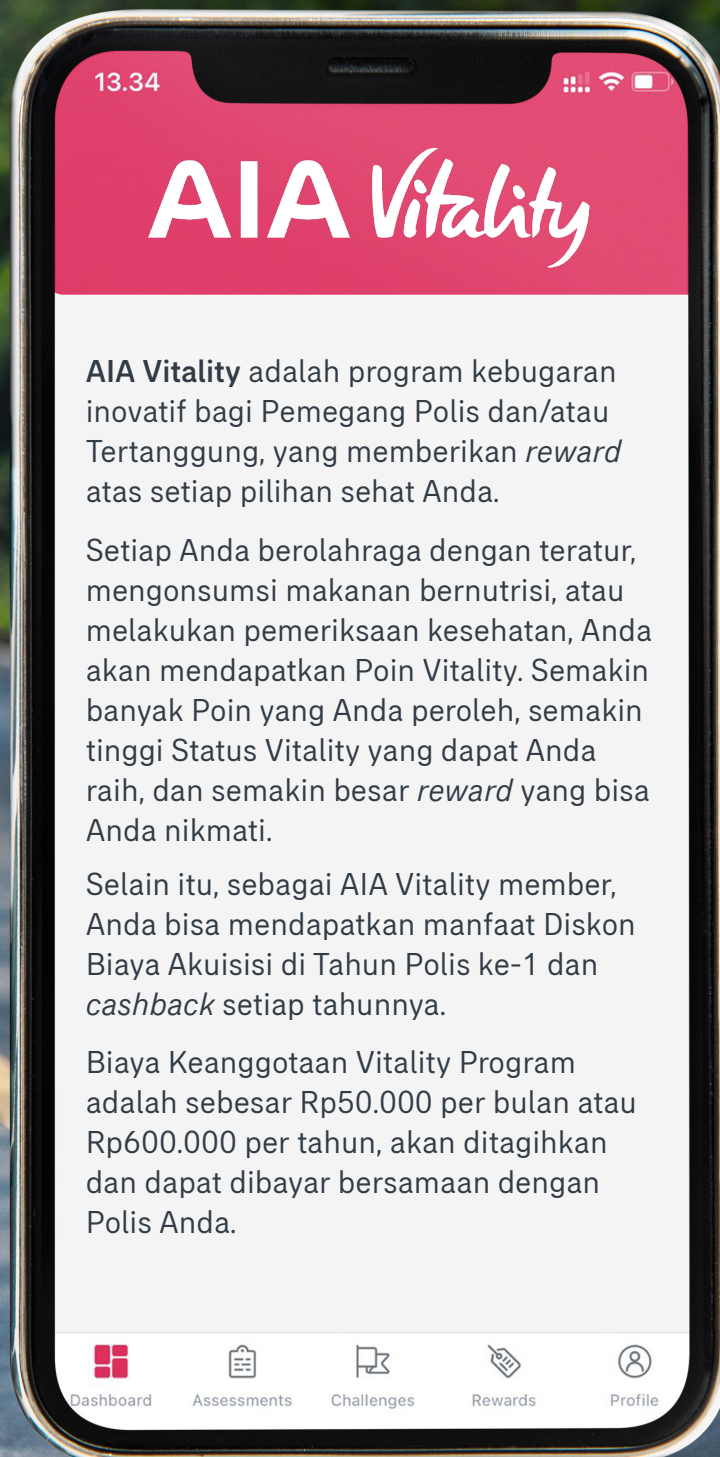 13.34
AIA Vitality
AIA Vitality adalah program kebugaran
inovatif bagi Pemegang Polis dan/atau
Tertanggung, yang memberikan reward
atas setiap pilihan sehat Anda.
Setiap Anda berolahraga dengan teratur,
mengonsumsi makanan bernutrisi, atau
melakukan pemeriksaan kesehatan, Anda
akan mendapatkan Poin Vitality. Semakin
banyak Poin yang Anda peroleh, semakin
tinggi Status Vitality yang dapat Anda
raih, dan semakin besar reward yang bisa
Anda nikmati.
Selain itu, sebagai AIA Vitality member,
Anda bisa mendapatkan manfaat Diskon
Biaya Akuisisi di Tahun Polis ke-1 dan
cashback setiap tahunnya.
Biaya Keanggotaan Vitality Program
adalah sebesar Rp50.000 per bulan atau
Rp600.000 per tahun, akan ditagihkan
dan dapat dibayar bersamaan dengan
Polis Anda.
Dashboard Assessments Challenges Rewards Profile